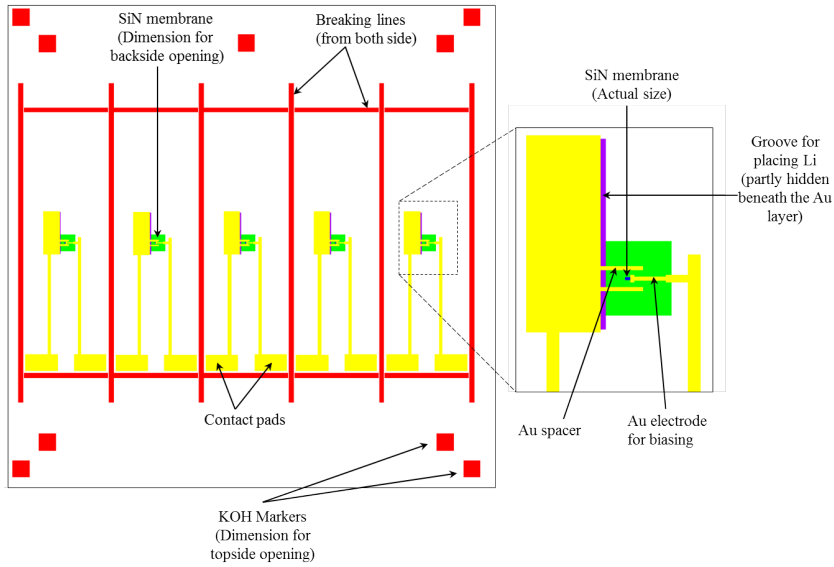 SiN membrane
(Dimension for
backside opening)
Breaking lines
(from both side)
SiN membrane
(Actual size)
Groove for
placing Li
(partly hidden
beneath the Au
layer)
Contact pads
Au spacer
Au electrode
for biasing
KOH Markers
(Dimension for
topside opening)